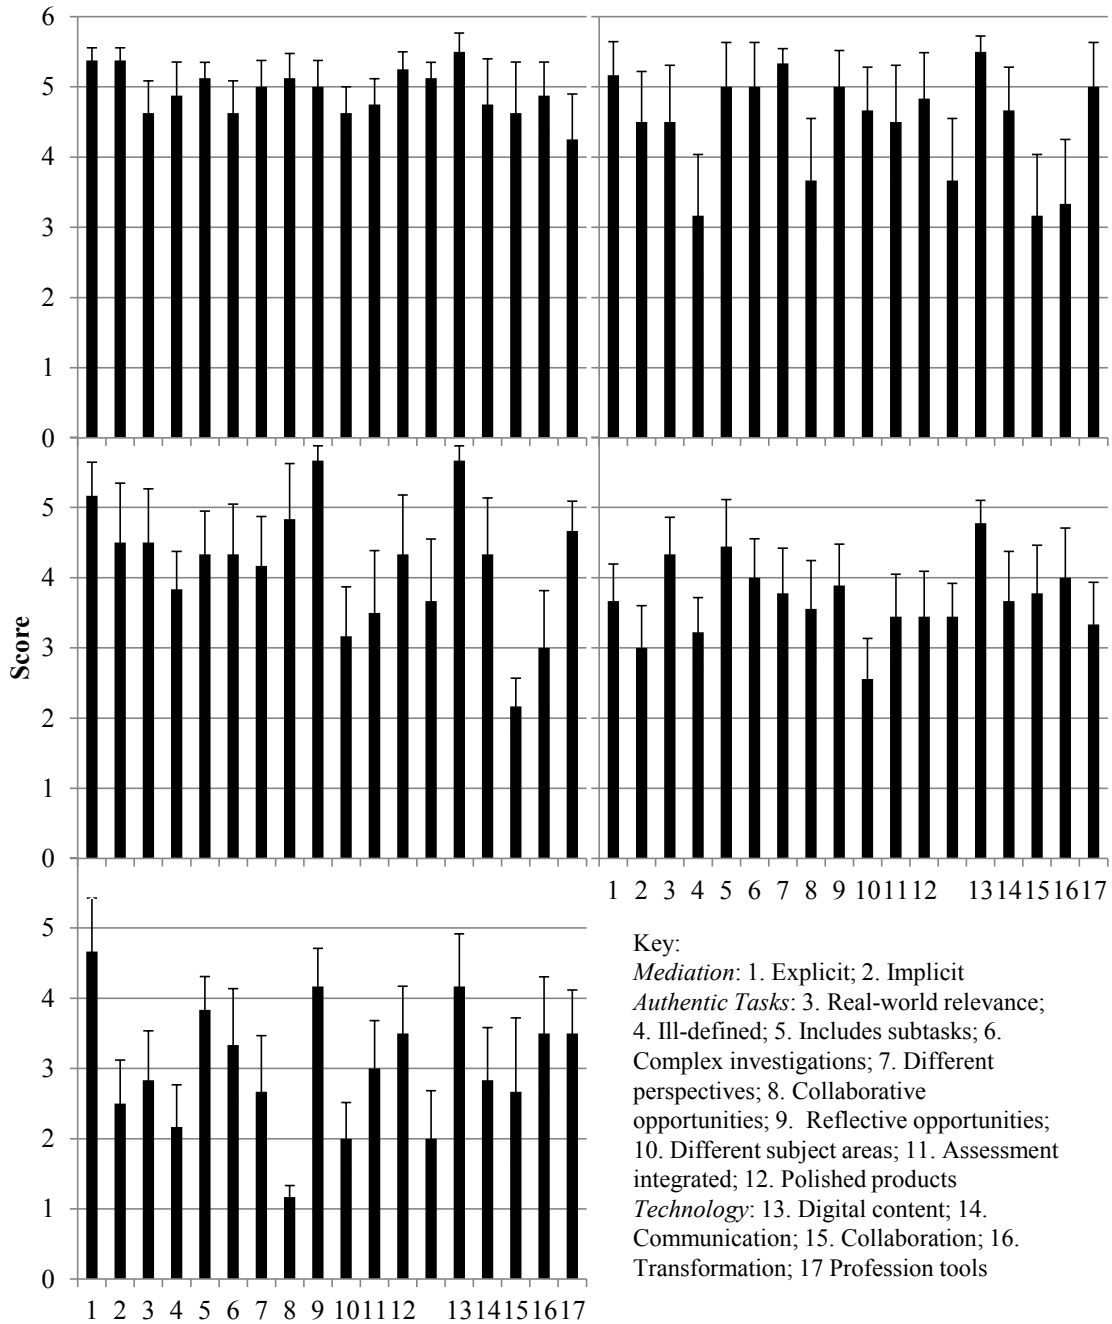 6
5
4
3
2
1
0
5
4
3
2
1
0
Score
1 2 3 4 5 6 7 8 9 10 11 12 13 14 15 16 17
5
4
3
2
1
0
1 2 3 4 5 6 7 8 9 10 11 12 13 14 15 16 17
Key:
Mediation: 1. Explicit; 2. Implicit
Authentic Tasks: 3. Real-world relevance;
4. Ill-defined; 5. Includes subtasks; 6.
Complex investigations; 7. Different
perspectives; 8. Collaborative
opportunities; 9. Reflective opportunities;
10. Different subject areas; 11. Assessment
integrated; 12. Polished products
Technology: 13. Digital content; 14.
Communication; 15. Collaboration; 16.
Transformation; 17 Profession tools